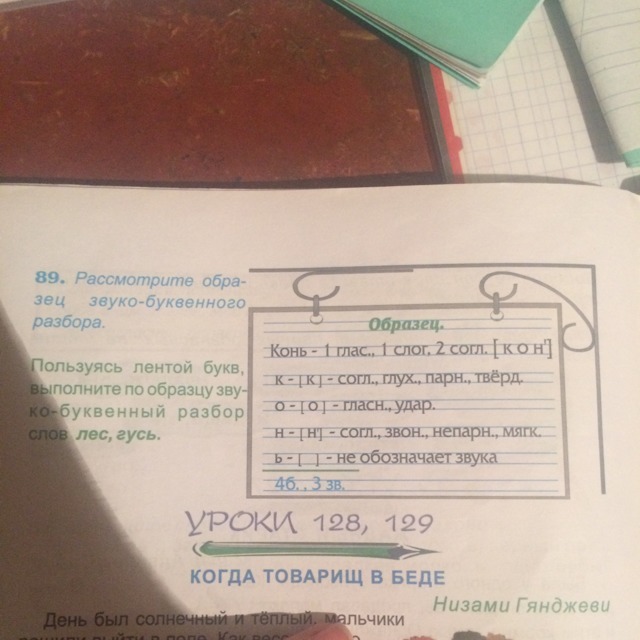 89. Рассмотрите обра-
зец звуко-буквенного
разбора.
Пользуясь лентой букв,
выполните по образцу зву-
ко-буквенный разбор
слов лес, гусь.
Образец.
Конь - 1 глас., 1 слог, 2 согл. [к о н']
к - [к] - согл., глух., парн., твёрд.
о - [о] - гласн., удар.
н - [н'] - согл., звон., непарн., мягк.
ь - [ ] - не обозначает звука
4б., 3 зв.
УРОКИ 128, 129
КОГДА ТОВАРИЩ В БЕДЕ
Низами Гянджеви
День был солнечный и тёплый, мальчики